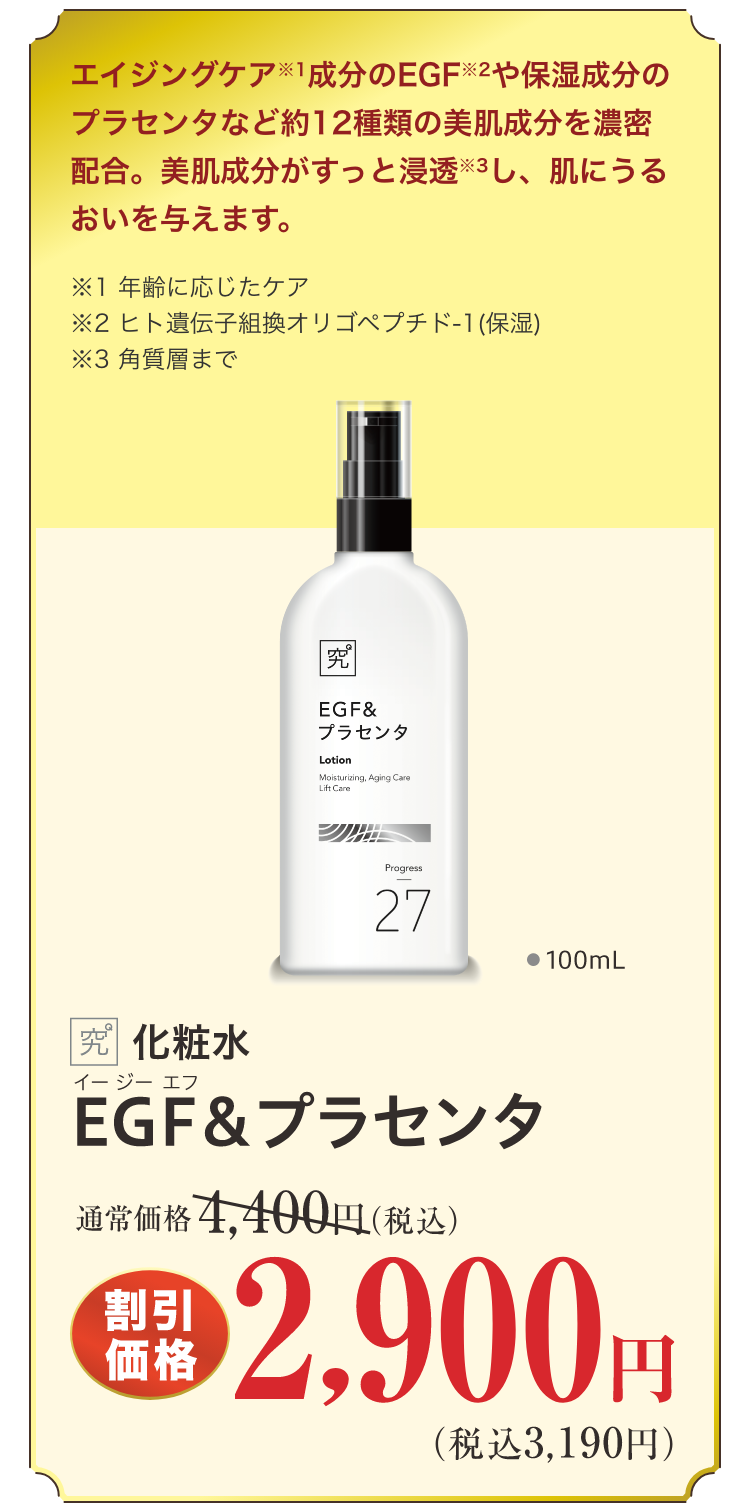 エイジングケア※1成分のEGF※2や保湿成分の
プラセンタなど約12種類の美肌成分を濃密
配合。美肌成分がすっと浸透※3し、肌にうる
おいを与えます。
※1 年齢に応じたケア
※2 ヒト遺伝子組換オリゴペプチド-1(保湿)
※3 角質層まで
究
EGF&
プラセンタ
Lotion
Moisturizing, Aging Care
Lift Care
Progress
27
●100mL
究 化粧水
イー ジー エフ
EGF&プラセンタ
通常価格4,400円(税込)
割引
価格
2,900円
(税込3,190円)